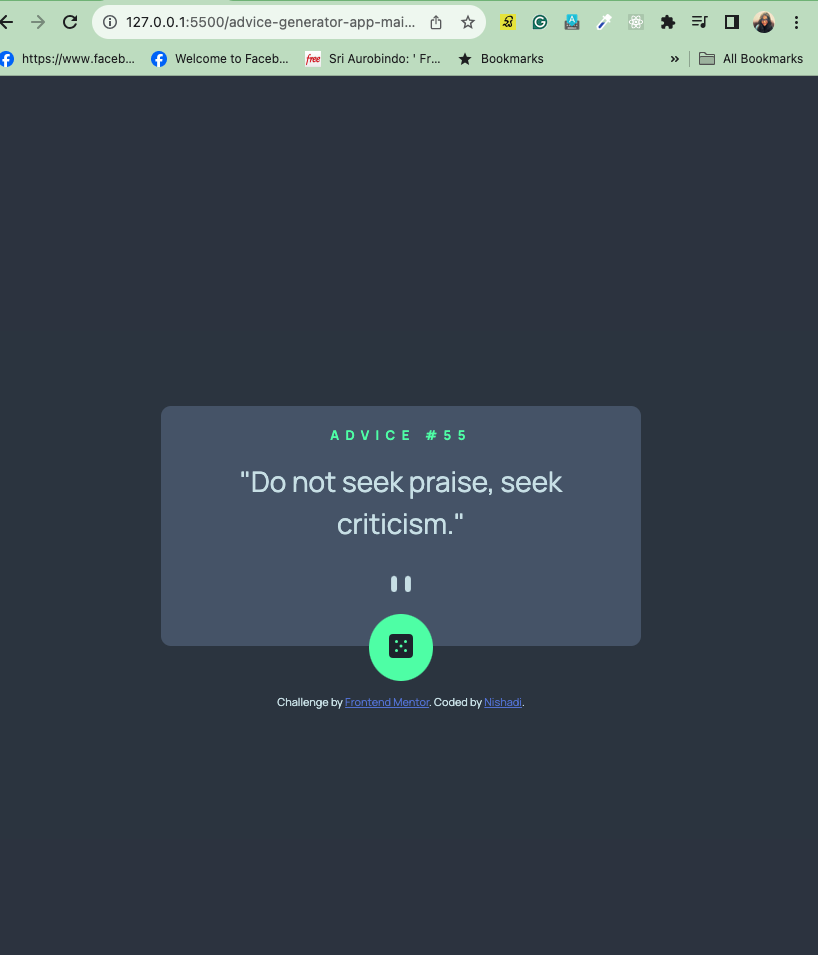 127.0.0.1:5500/advice-generator-app-mai...
https://www.faceb... Welcome to Faceb... free Sri Aurobindo: ' Fr... Bookmarks » All Bookmarks
ADVICE #55
"Do not seek praise, seek
criticism."
Challenge by Frontend Mentor. Coded by Nishadi.